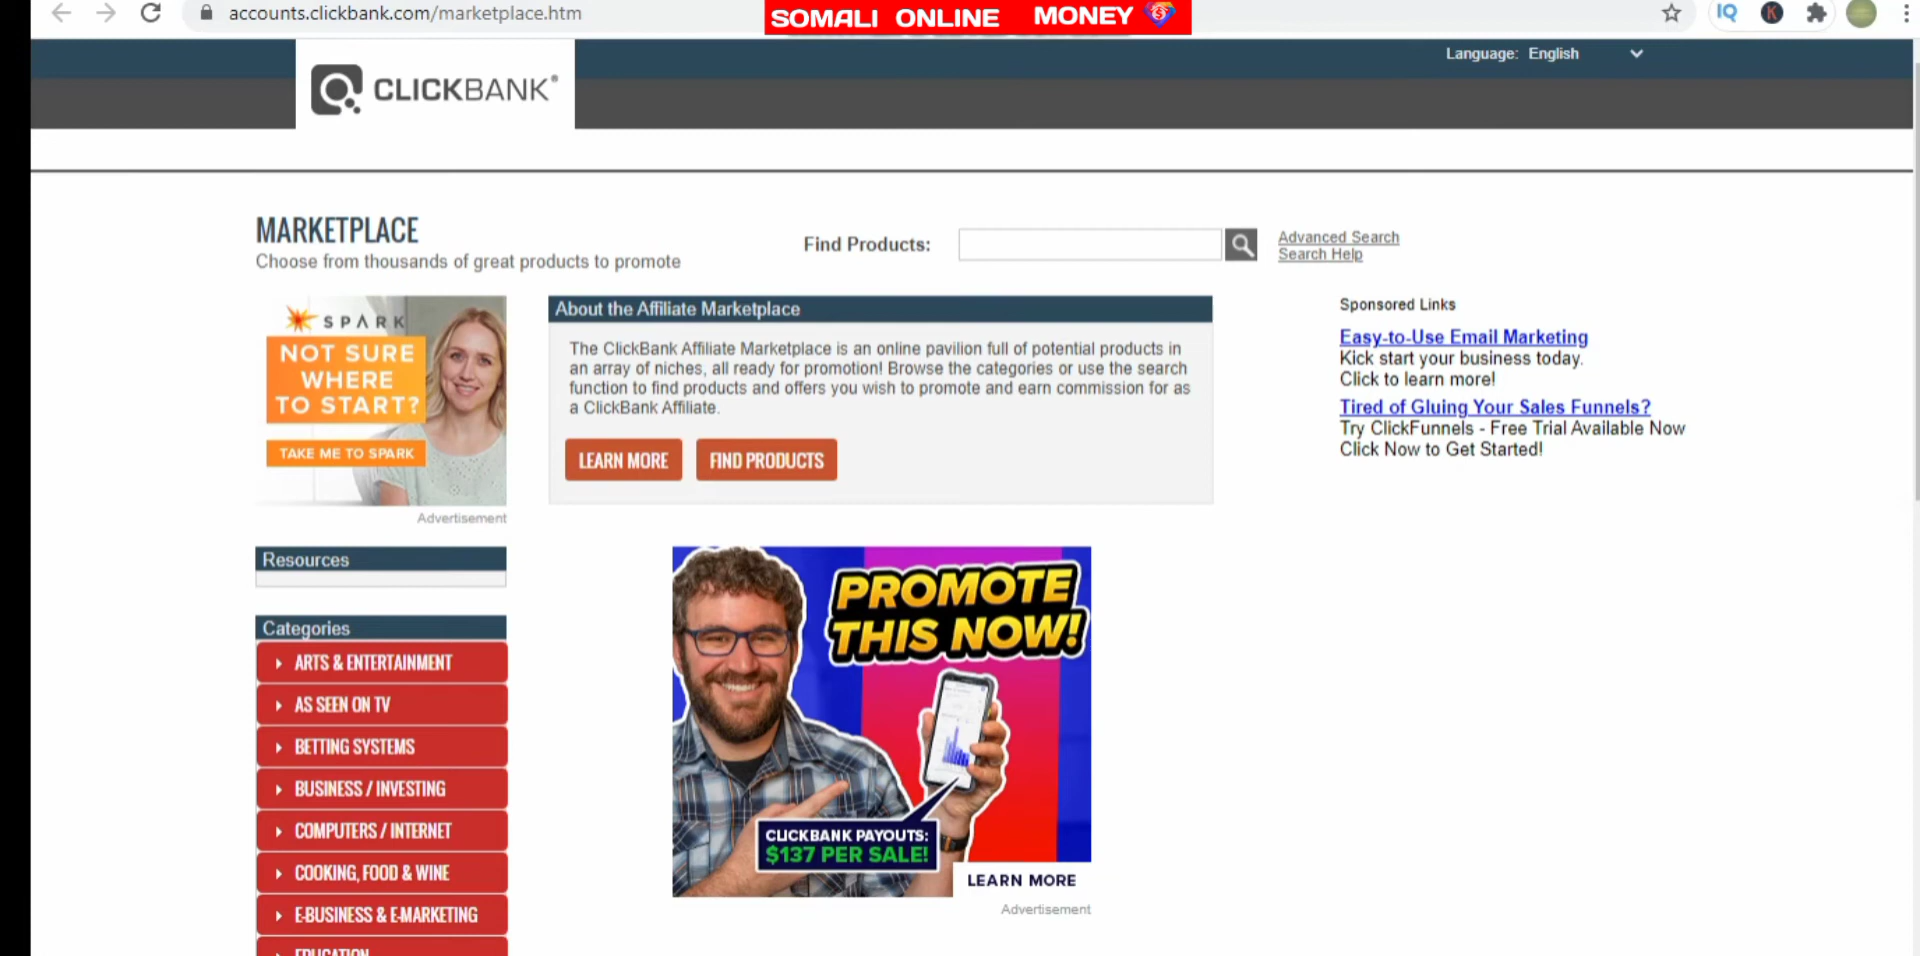 accounts.clickbank.com/marketplace.htm
SOMALI ONLINE MONEY
IQ
K
Language: English
CLICKBANK®
MARKETPLACE
Choose from thousands of great products to promote
Find Products:
Advanced Search
Search Help
SPARK
NOT SURE
WHERE
TO START?
TAKE ME TO SPARK
Advertisement
About the Affiliate Marketplace
The ClickBank Affiliate Marketplace is an online pavilion full of potential products in
an array of niches, all ready for promotion! Browse the categories or use the search
function to find products and offers you wish to promote and earn commission for as
a ClickBank Affiliate.
LEARN MORE
FIND PRODUCTS
Sponsored Links
Easy-to-Use Email Marketing
Kick start your business today.
Click to learn more!
Tired of Gluing Your Sales Funnels?
Try ClickFunnels - Free Trial Available Now
Click Now to Get Started!
Resources
Categories
ARTS & ENTERTAINMENT
AS SEEN ON TV
BETTING SYSTEMS
BUSINESS / INVESTING
COMPUTERS / INTERNET
COOKING, FOOD & WINE
E-BUSINESS & E-MARKETING
EDUCATION
PROMOTE
THIS NOW!
CLICKBANK PAYOUTS:
$137 PER SALE!
LEARN MORE
Advertisement